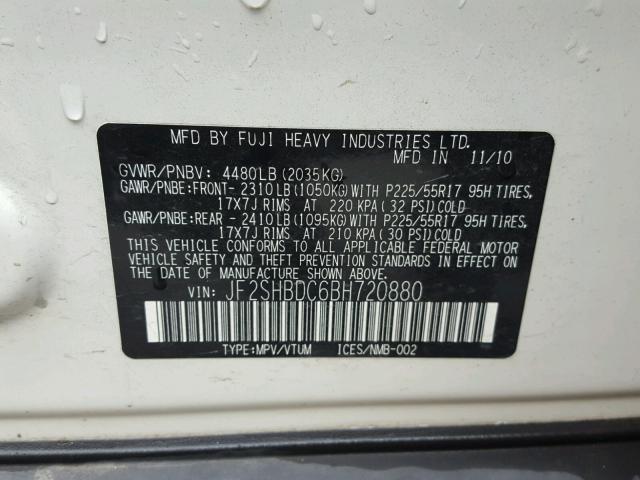 MFD BY FUJI HEAVY INDUSTRIES LTD.
MFD IN 11/10
GVWR/PNBV: 4480LB(2035KG)
GAWR/PNBE:FRONT- 2310LB(1050KG)WITH P225/55R17 95H TIRES,
17X7J RIMS AT 220 KPA( 32 PSI)COLD
GAWR/PNBE:REAR - 2410LB(1095KG)WITH P225/55R17 95H TIRES,
17X7J RIMS AT 210 KPA( 30 PSI)COLD
THIS VEHICLE CONFORMS TO ALL APPLICABLE FEDERAL MOTOR
VEHICLE SAFETY AND THEFT PREVENTION STANDARDS IN EFFECT
ON THE DATE OF MANUFACTURE SHOWN ABOVE.
VIN: JF2SHBDC6BH720880
TYPE:MPV/VTUM ICES/NMB-002